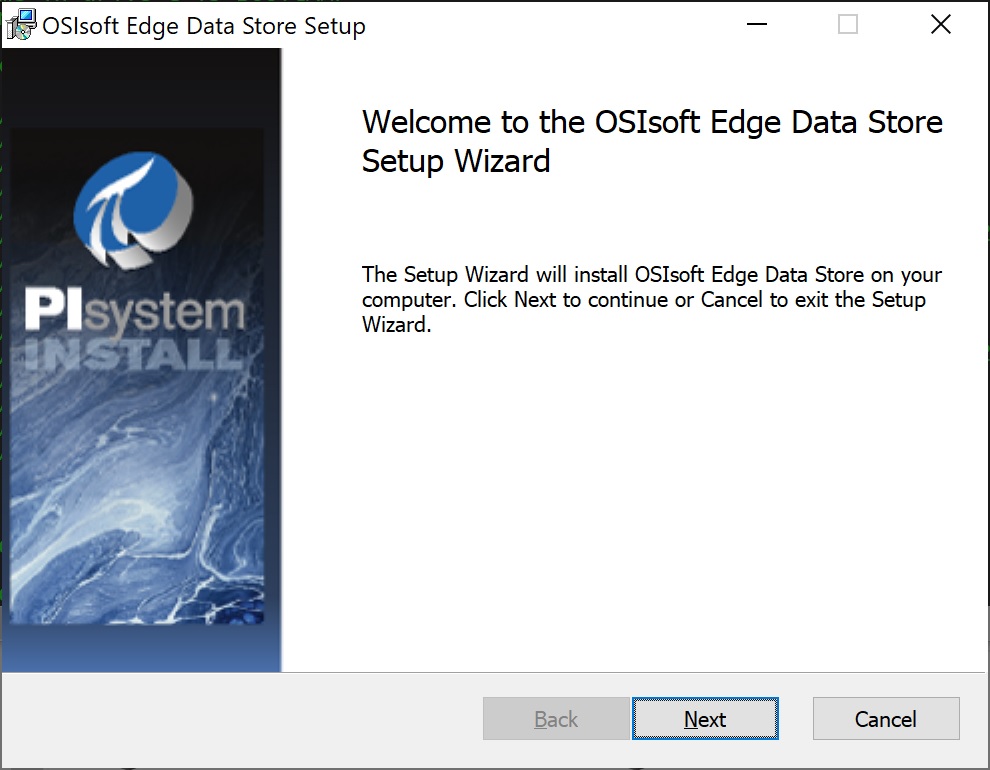 OSIsoft Edge Data Store Setup
Welcome to the OSIsoft Edge Data Store
Setup Wizard
The Setup Wizard will install OSIsoft Edge Data Store on your
computer. Click Next to continue or Cancel to exit the Setup
Wizard.
PIsystem
INSTALL
Back
Next
Cancel